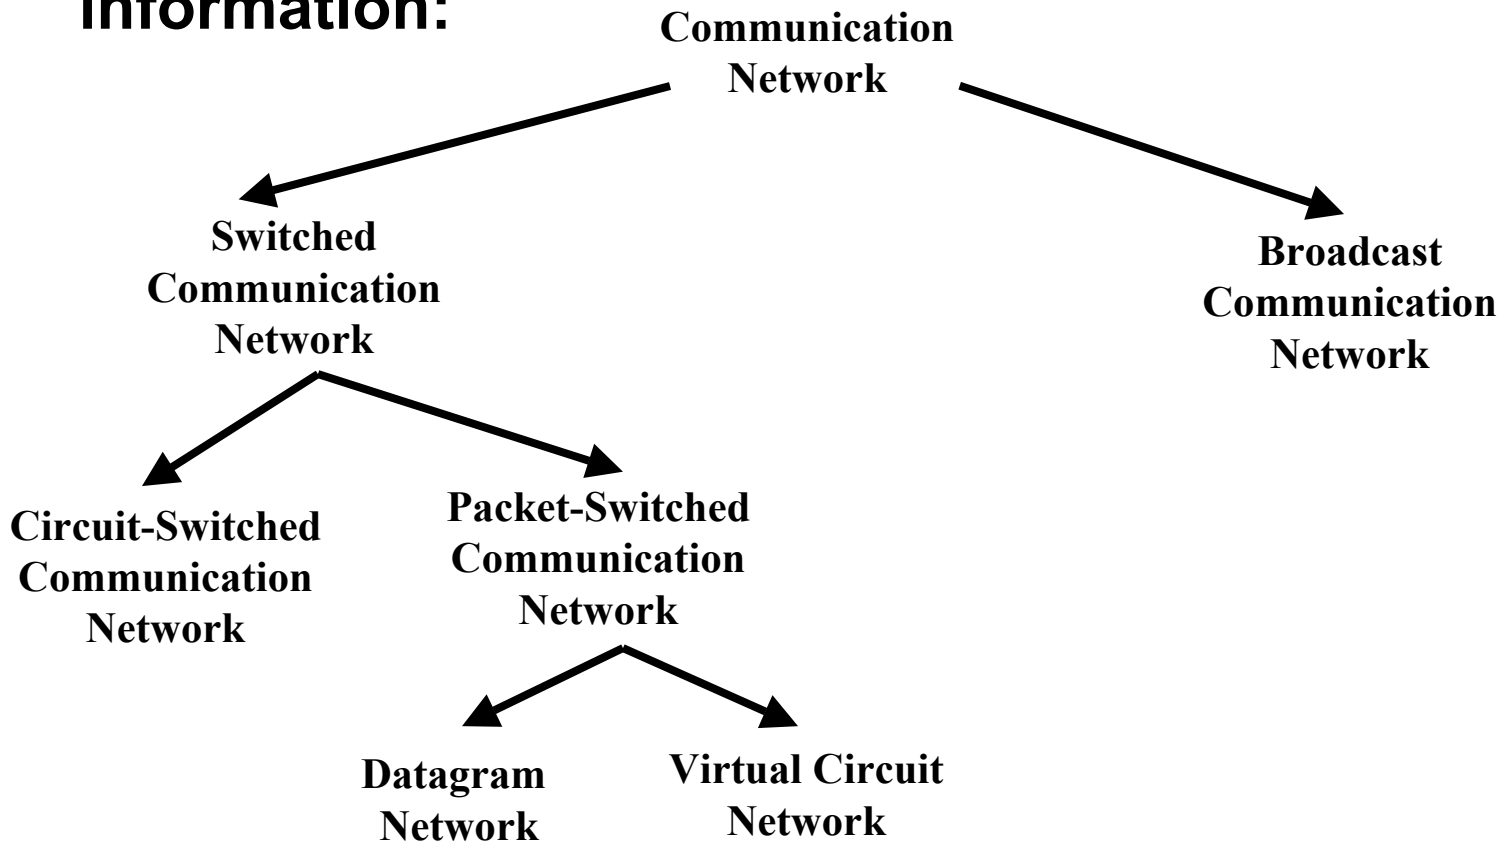 information:
Communication
Network
Switched
Communication
Network
Broadcast
Communication
Network
Circuit-Switched
Communication
Network
Packet-Switched
Communication
Network
Datagram
Network
Virtual Circuit
Network